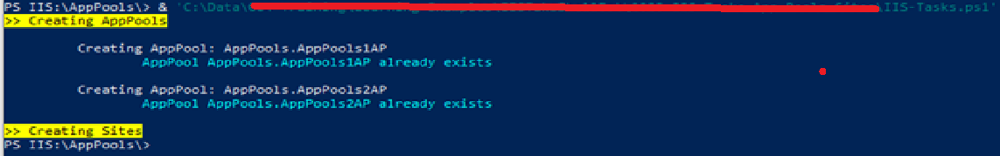 PS IIS:\AppPools\> & 'C:\Data\ \IIS-Tasks.ps1'
>> Creating AppPools
Creating AppPool: AppPools.AppPools1AP
AppPool AppPools.AppPools1AP already exists
Creating AppPool: AppPools.AppPools2AP
AppPool AppPools.AppPools2AP already exists
>> Creating Sites
PS IIS:\AppPools\>